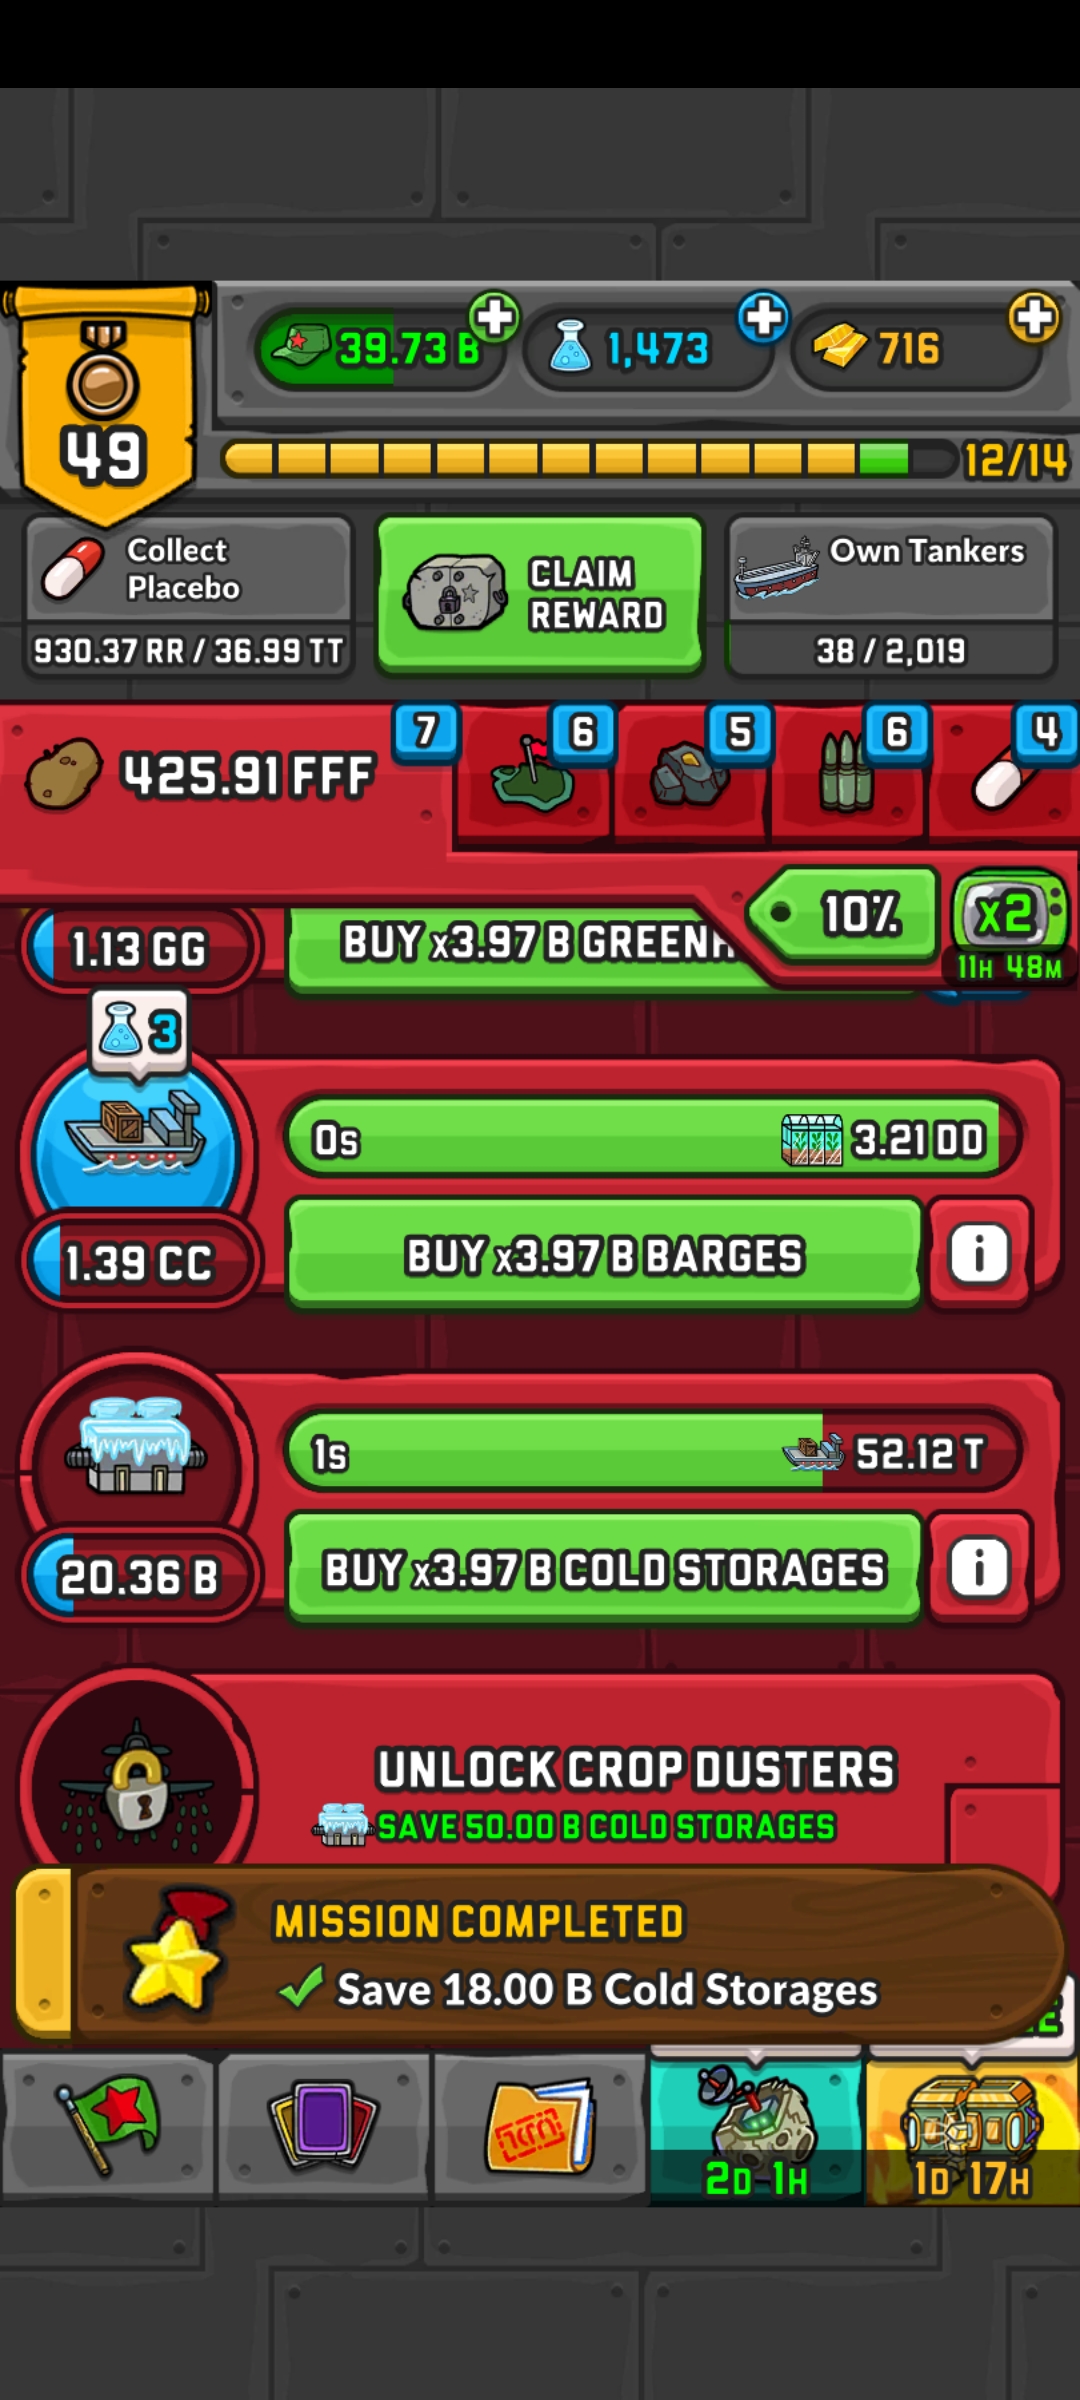 39.73 B
1,473
716
49
12/14
Collect
Placebo
930.37 RR / 36.99 TT
CLAIM
REWARD
Own Tankers
38 / 2,019
425.91 FFF
7
6
5
6
4
10%
x2
11H 48M
1.13 GG
BUY x3.97 B GREENH
3
0s
3.21 DD
1.39 CC
BUY x3.97 B BARGES
i
1s
52.12 T
20.36 B
BUY x3.97 B COLD STORAGES
i
UNLOCK CROP DUSTERS
SAVE 50.00 B COLD STORAGES
MISSION COMPLETED
Save 18.00 B Cold Storages
2D 1H
1D 17H